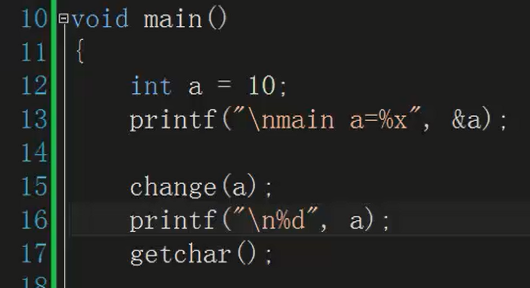 10 void main()
11 {
12 int a = 10;
13 printf("\nmain a=%x", &a);
14
15 change(a);
16 printf("\n%d", a);
17 getchar();
18